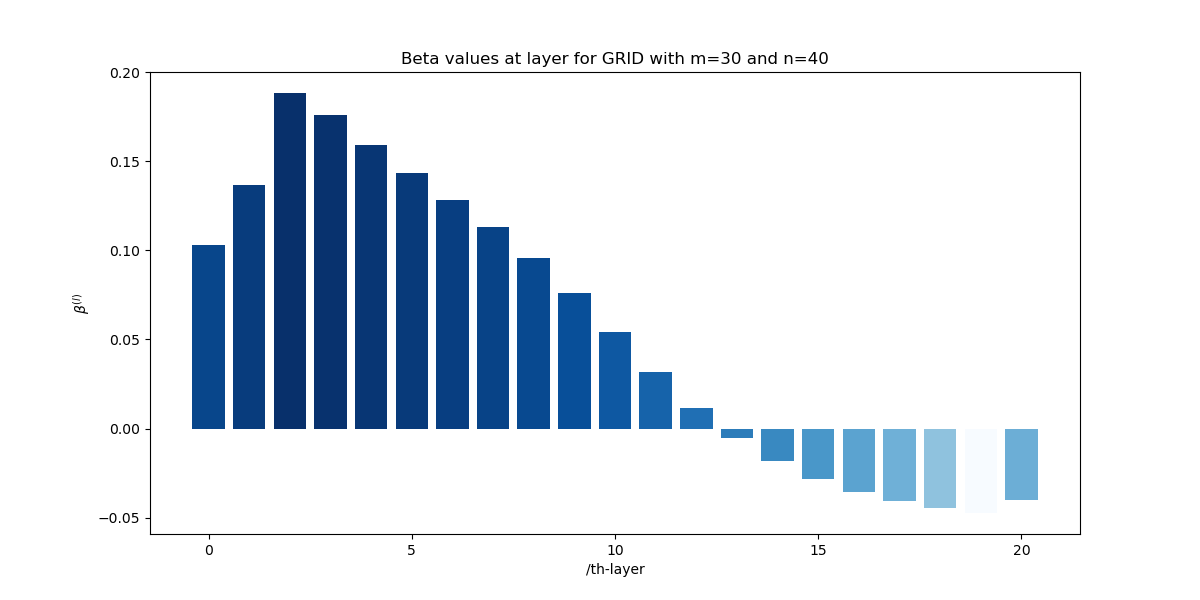 Beta values at layer for GRID with m=30 and n=40
0.20
0.15
0.10
0.05
0.00
−0.05
β^(l)
0 5 10 15 20
/th-layer